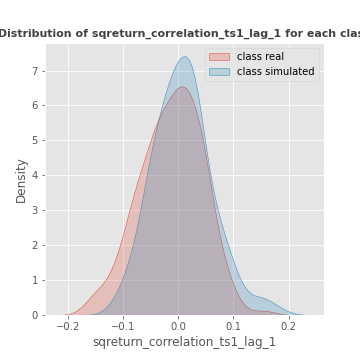 Distribution of sqreturn_correlation_ts1_lag_1 for each clas
class real
class simulated
Density
7
6
5
4
3
2
1
0
−0.2 −0.1 0.0 0.1 0.2
sqreturn_correlation_ts1_lag_1